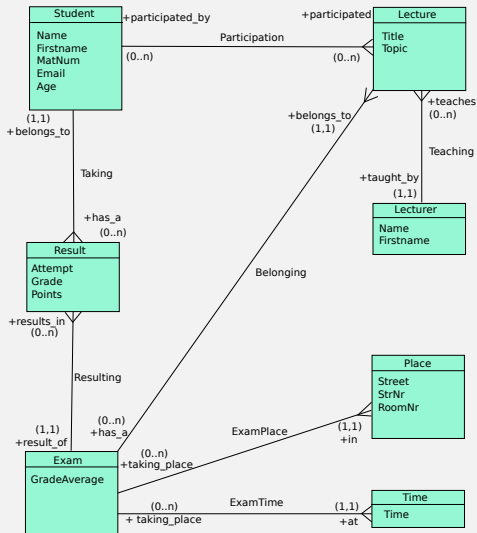 Student
Name
Firstname
MatNum
Email
Age
+participated_by
+participated
Participation
(0..n)
(0..n)
Lecture
Title
Topic
(1,1)
+belongs_to
Taking
+has_a
(0..n)
+belongs_to
(1,1)
+teaches
(0..n)
Teaching
+taught_by
(1,1)
Lecturer
Name
Firstname
Result
Attempt
Grade
Points
Belonging
+results_in
(0..n)
Resulting
(1,1)
+result_of
(0..n)
+has_a
Place
Street
StrNr
RoomNr
ExamPlace
(1,1)
+in
(0..n)
+taking_place
Exam
GradeAverage
(0..n)
+ taking_place
ExamTime
(1,1)
+at
Time
Time